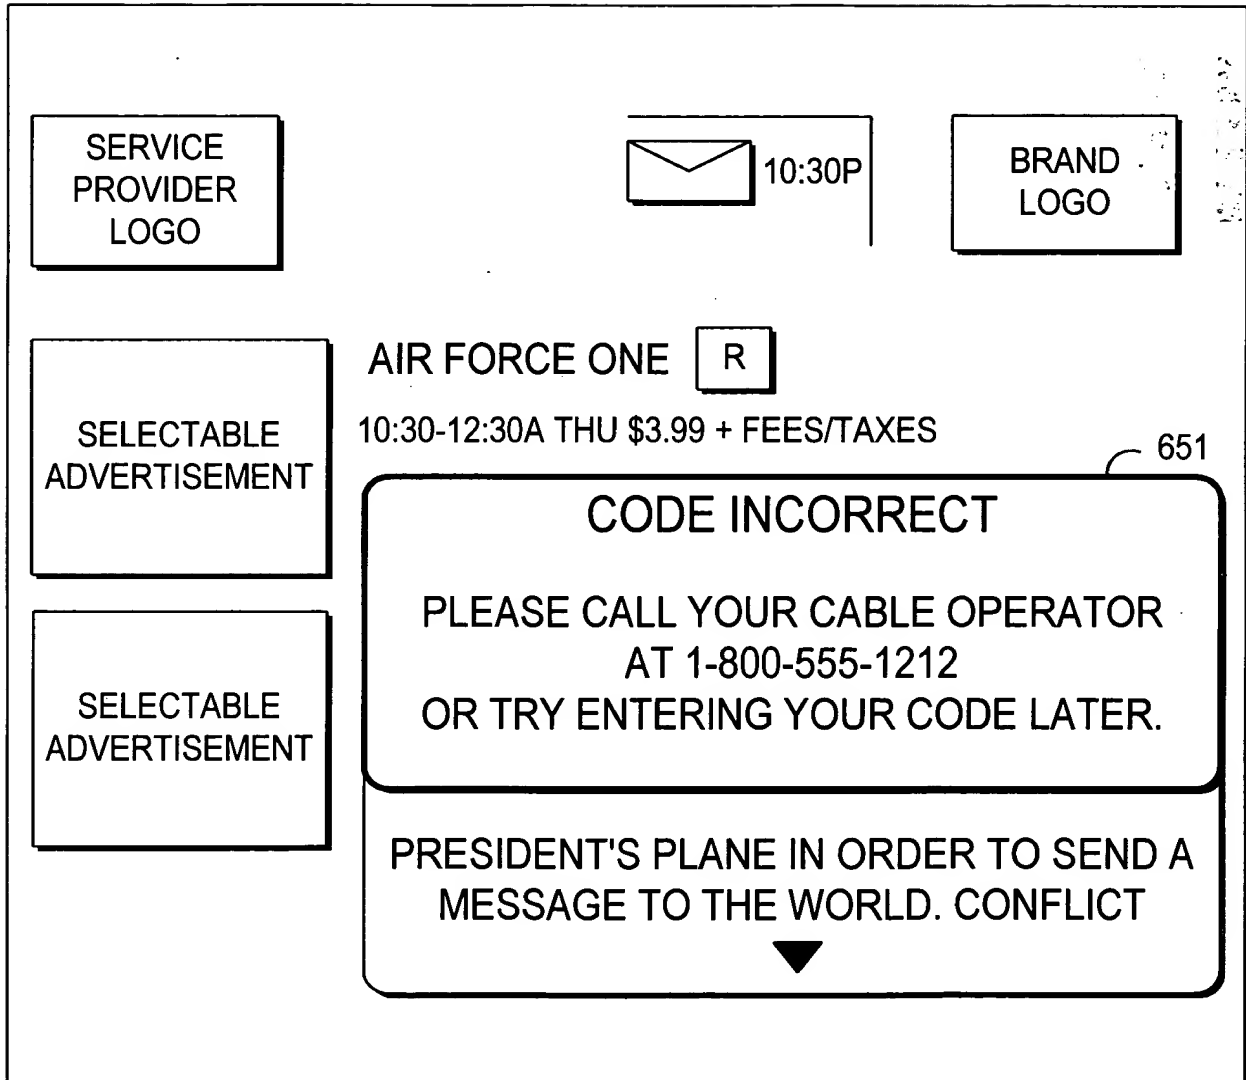 SERVICE
PROVIDER
LOGO
10:30P
BRAND
LOGO
AIR FORCE ONE R
10:30-12:30A THU $3.99 + FEES/TAXES
SELECTABLE
ADVERTISEMENT
651
CODE INCORRECT
PLEASE CALL YOUR CABLE OPERATOR
AT 1-800-555-1212
OR TRY ENTERING YOUR CODE LATER.
SELECTABLE
ADVERTISEMENT
PRESIDENT'S PLANE IN ORDER TO SEND A
MESSAGE TO THE WORLD. CONFLICT